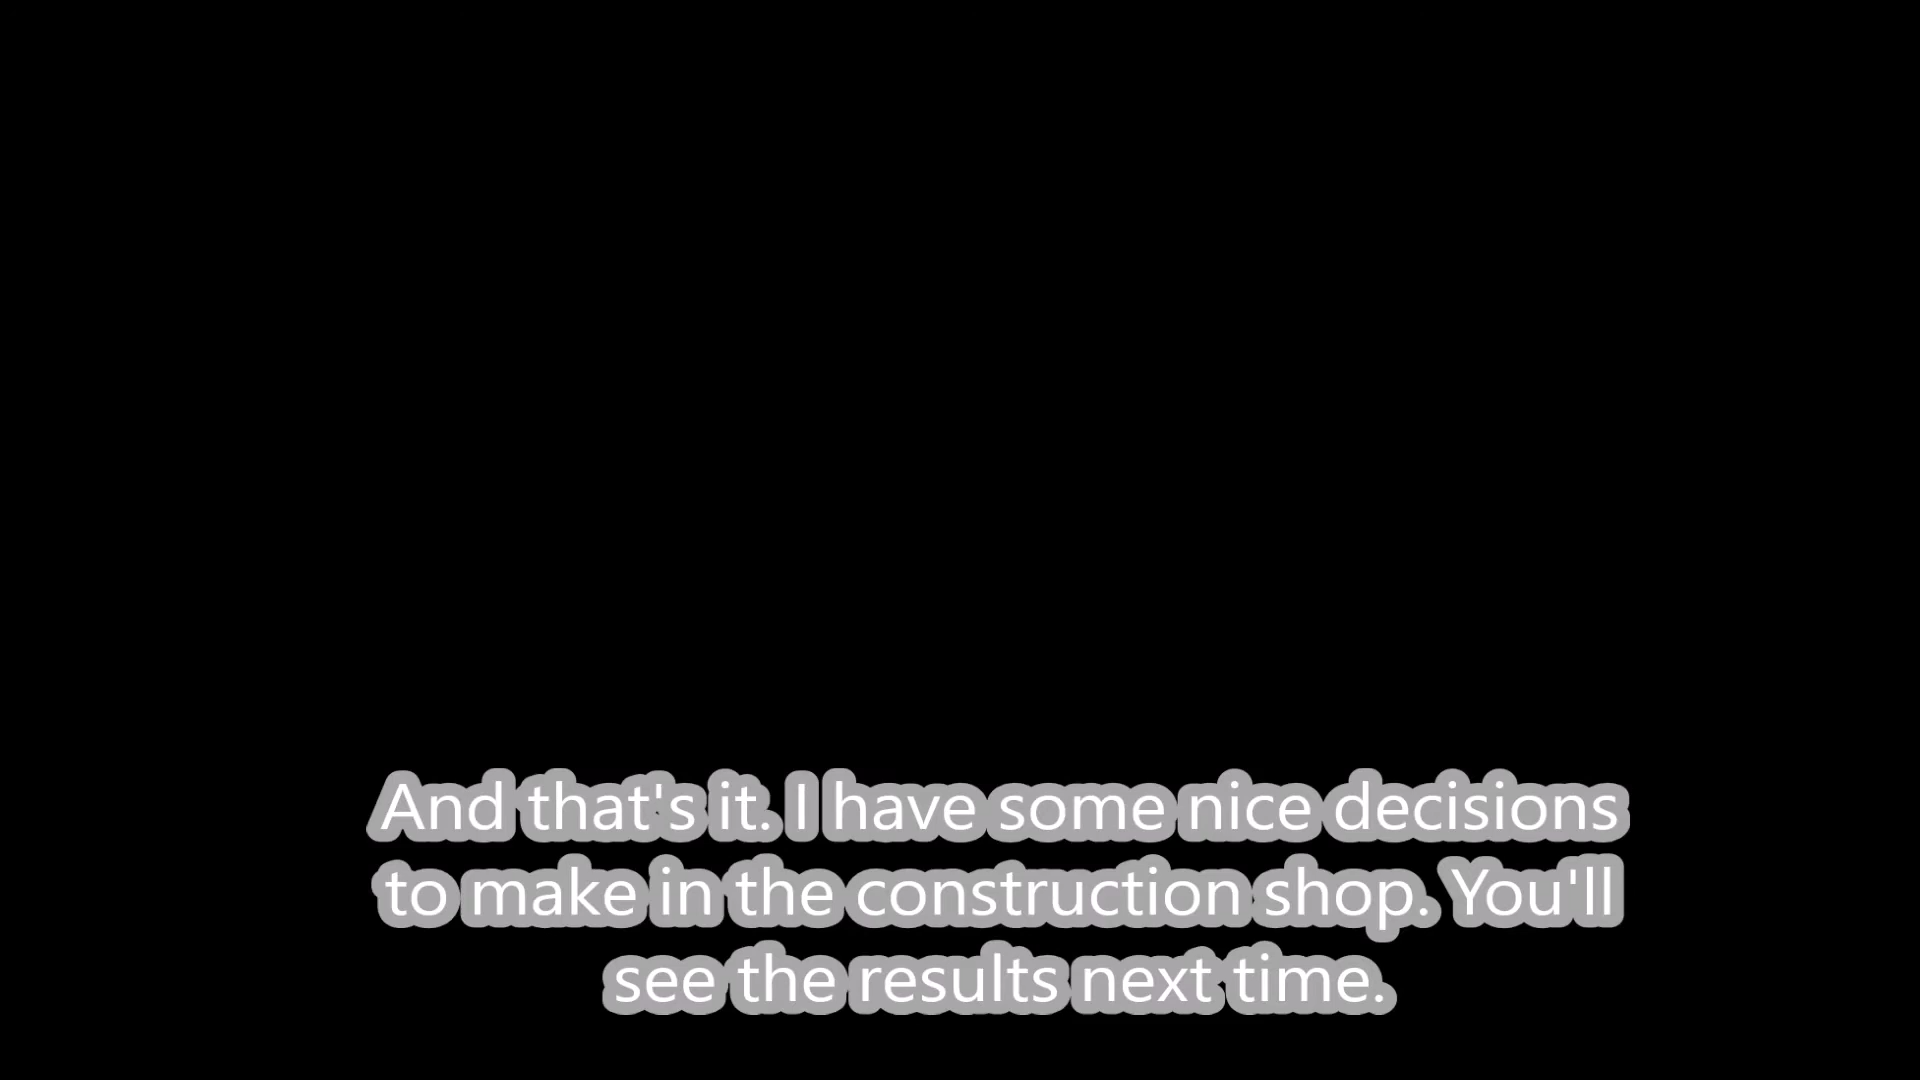 And that's it. I have some nice decisions
to make in the construction shop. You'll
see the results next time.